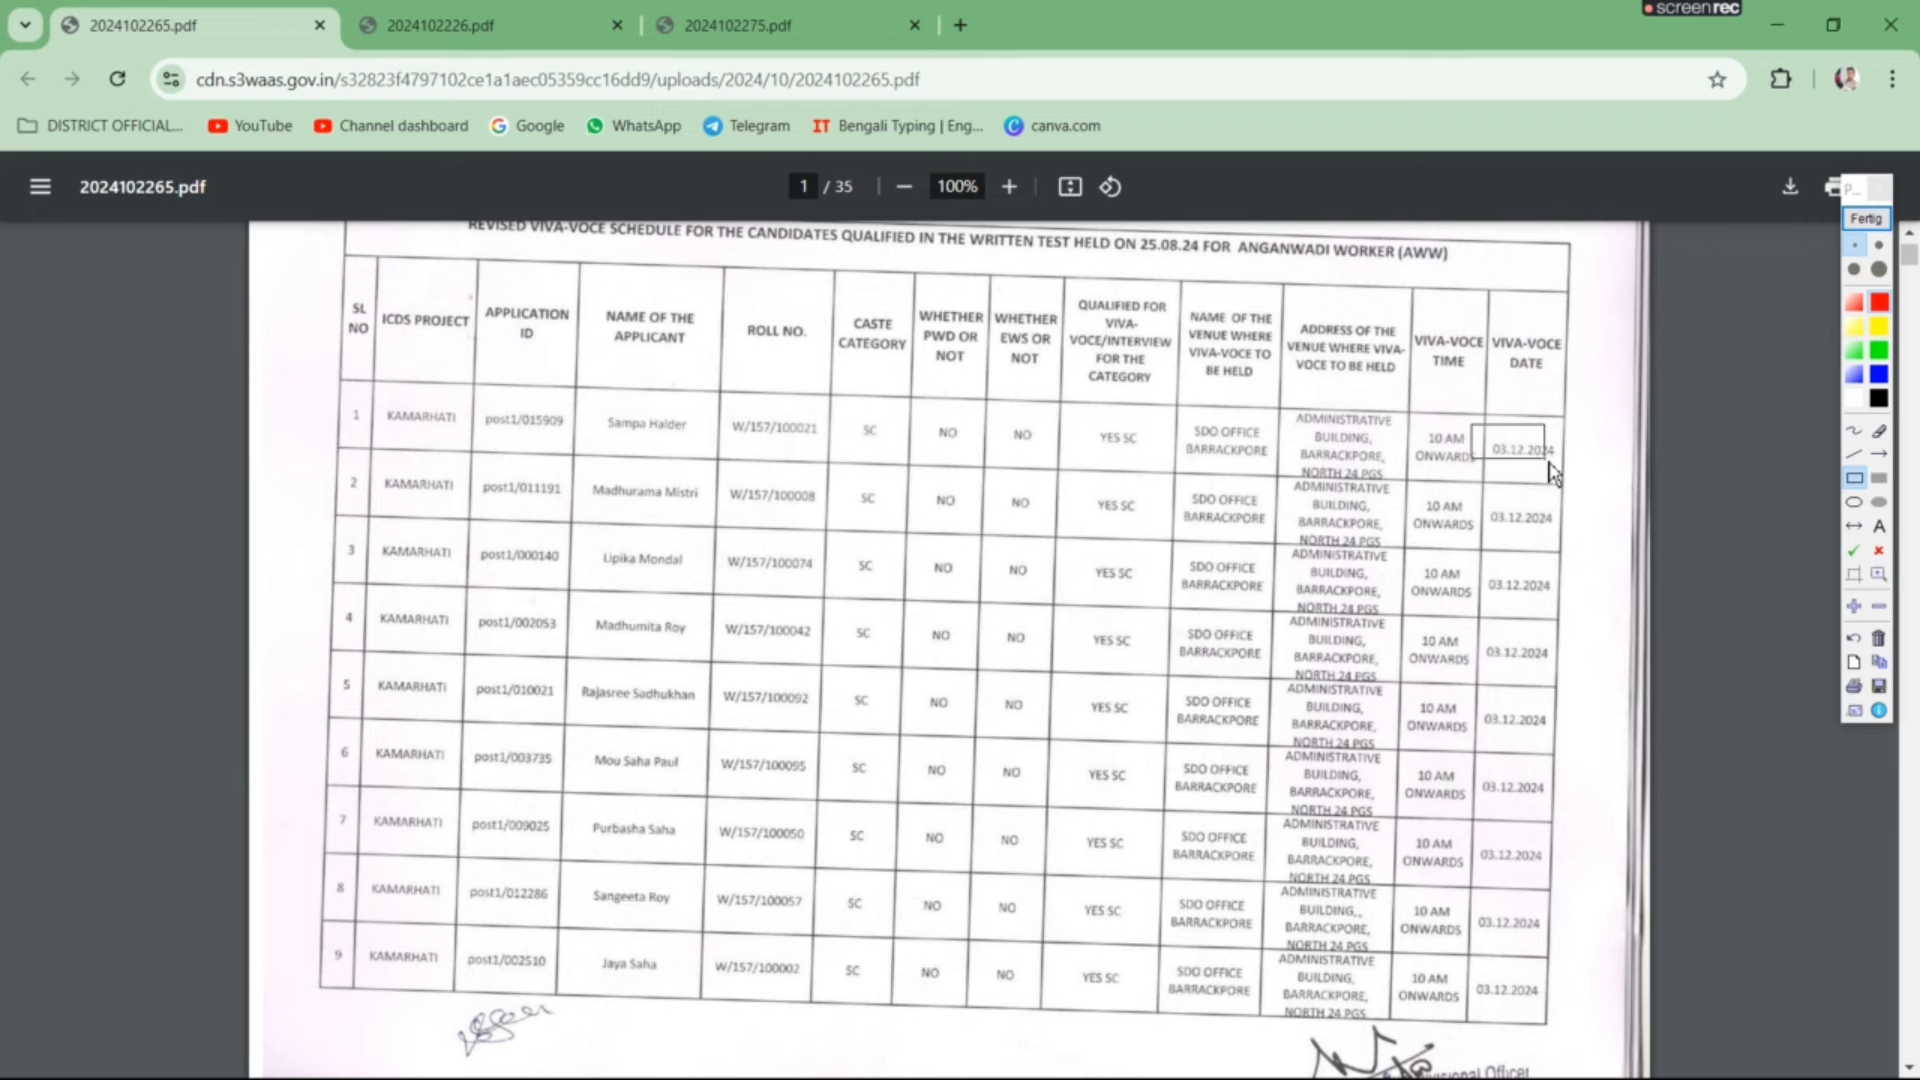 screenrec
2024102265.pdf
2024102226.pdf
2024102275.pdf
cdn.s3waas.gov.in/s32823f4797102ce1a1aec05359cc16dd9/uploads/2024/10/2024102265.pdf
DISTRICT OFFICIAL... YouTube Channel dashboard Google WhatsApp Telegram IT Bengali Typing | Eng... canva.com
2024102265.pdf 1 / 35 100%
P...
Fertig
A
REVISED VIVA-VOCE SCHEDULE FOR THE CANDIDATES QUALIFIED IN THE WRITTEN TEST HELD ON 25.08.24 FOR ANGANWADI WORKER (AWW)
SL NO ICDS PROJECT APPLICATION ID NAME OF THE APPLICANT ROLL NO. CASTE CATEGORY WHETHER PWD OR NOT WHETHER EWS OR NOT QUALIFIED FOR VIVA-VOCE/INTERVIEW FOR THE CATEGORY NAME OF THE VENUE WHERE VIVA-VOCE TO BE HELD ADDRESS OF THE VENUE WHERE VIVA-VOCE TO BE HELD VIVA-VOCE TIME VIVA-VOCE DATE
1 KAMARHATI post1/015909 Sampa Halder W/157/100021 SC NO NO YES SC SDO OFFICE BARRACKPORE ADMINISTRATIVE BUILDING, BARRACKPORE, NORTH 24 PGS 10 AM ONWARDS 03.12.2024
2 KAMARHATI post1/011191 Madhurama Mistri W/157/100008 SC NO NO YES SC SDO OFFICE BARRACKPORE ADMINISTRATIVE BUILDING, BARRACKPORE, NORTH 24 PGS 10 AM ONWARDS 03.12.2024
3 KAMARHATI post1/000140 Lipika Mondal W/157/100074 SC NO NO YES SC SDO OFFICE BARRACKPORE ADMINISTRATIVE BUILDING, BARRACKPORE, NORTH 24 PGS 10 AM ONWARDS 03.12.2024
4 KAMARHATI post1/002053 Madhumita Roy W/157/100042 SC NO NO YES SC SDO OFFICE BARRACKPORE ADMINISTRATIVE BUILDING, BARRACKPORE, NORTH 24 PGS 10 AM ONWARDS 03.12.2024
5 KAMARHATI post1/010021 Rajasree Sadhukhan W/157/100092 SC NO NO YES SC SDO OFFICE BARRACKPORE ADMINISTRATIVE BUILDING, BARRACKPORE, NORTH 24 PGS 10 AM ONWARDS 03.12.2024
6 KAMARHATI post1/003735 Mou Saha Paul W/157/100095 SC NO NO YES SC SDO OFFICE BARRACKPORE ADMINISTRATIVE BUILDING, BARRACKPORE, NORTH 24 PGS 10 AM ONWARDS 03.12.2024
7 KAMARHATI post1/009025 Purbasha Saha W/157/100050 SC NO NO YES SC SDO OFFICE BARRACKPORE ADMINISTRATIVE BUILDING, BARRACKPORE, NORTH 24 PGS 10 AM ONWARDS 03.12.2024
8 KAMARHATI post1/012286 Sangeeta Roy W/157/100057 SC NO NO YES SC SDO OFFICE BARRACKPORE ADMINISTRATIVE BUILDING,, BARRACKPORE, NORTH 24 PGS 10 AM ONWARDS 03.12.2024
9 KAMARHATI post1/002510 Jaya Saha W/157/100002 SC NO NO YES SC SDO OFFICE BARRACKPORE ADMINISTRATIVE BUILDING, BARRACKPORE, NORTH 24 PGS 10 AM ONWARDS 03.12.2024
Officer